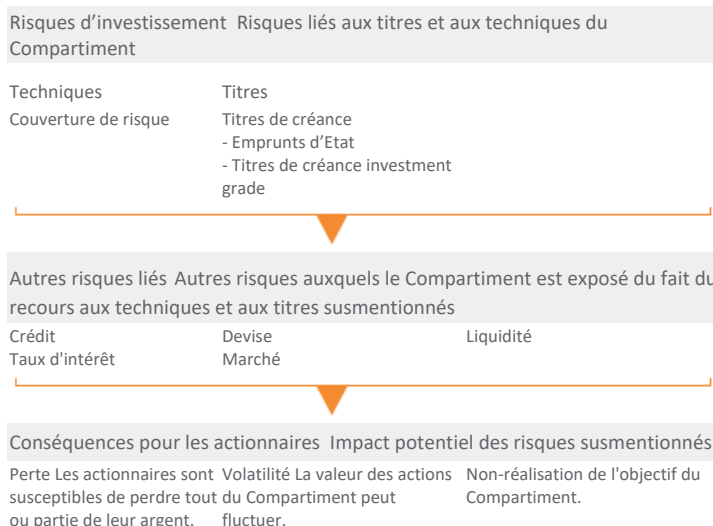 Risques d’investissement Risques liés aux titres et aux techniques du
Compartiment
Techniques
Couverture de risque
Titres
Titres de créance
- Emprunts d’Etat
- Titres de créance investment
grade
Autres risques liés Autres risques auxquels le Compartiment est exposé du fait du
recours aux techniques et aux titres susmentionnés
Crédit
Taux d'intérêt
Devise
Marché
Liquidité
Conséquences pour les actionnaires Impact potentiel des risques susmentionnés
Perte Les actionnaires sont
susceptibles de perdre tout
ou partie de leur argent.
Volatilité La valeur des actions
du Compartiment peut
fluctuer.
Non-réalisation de l'objectif du
Compartiment.